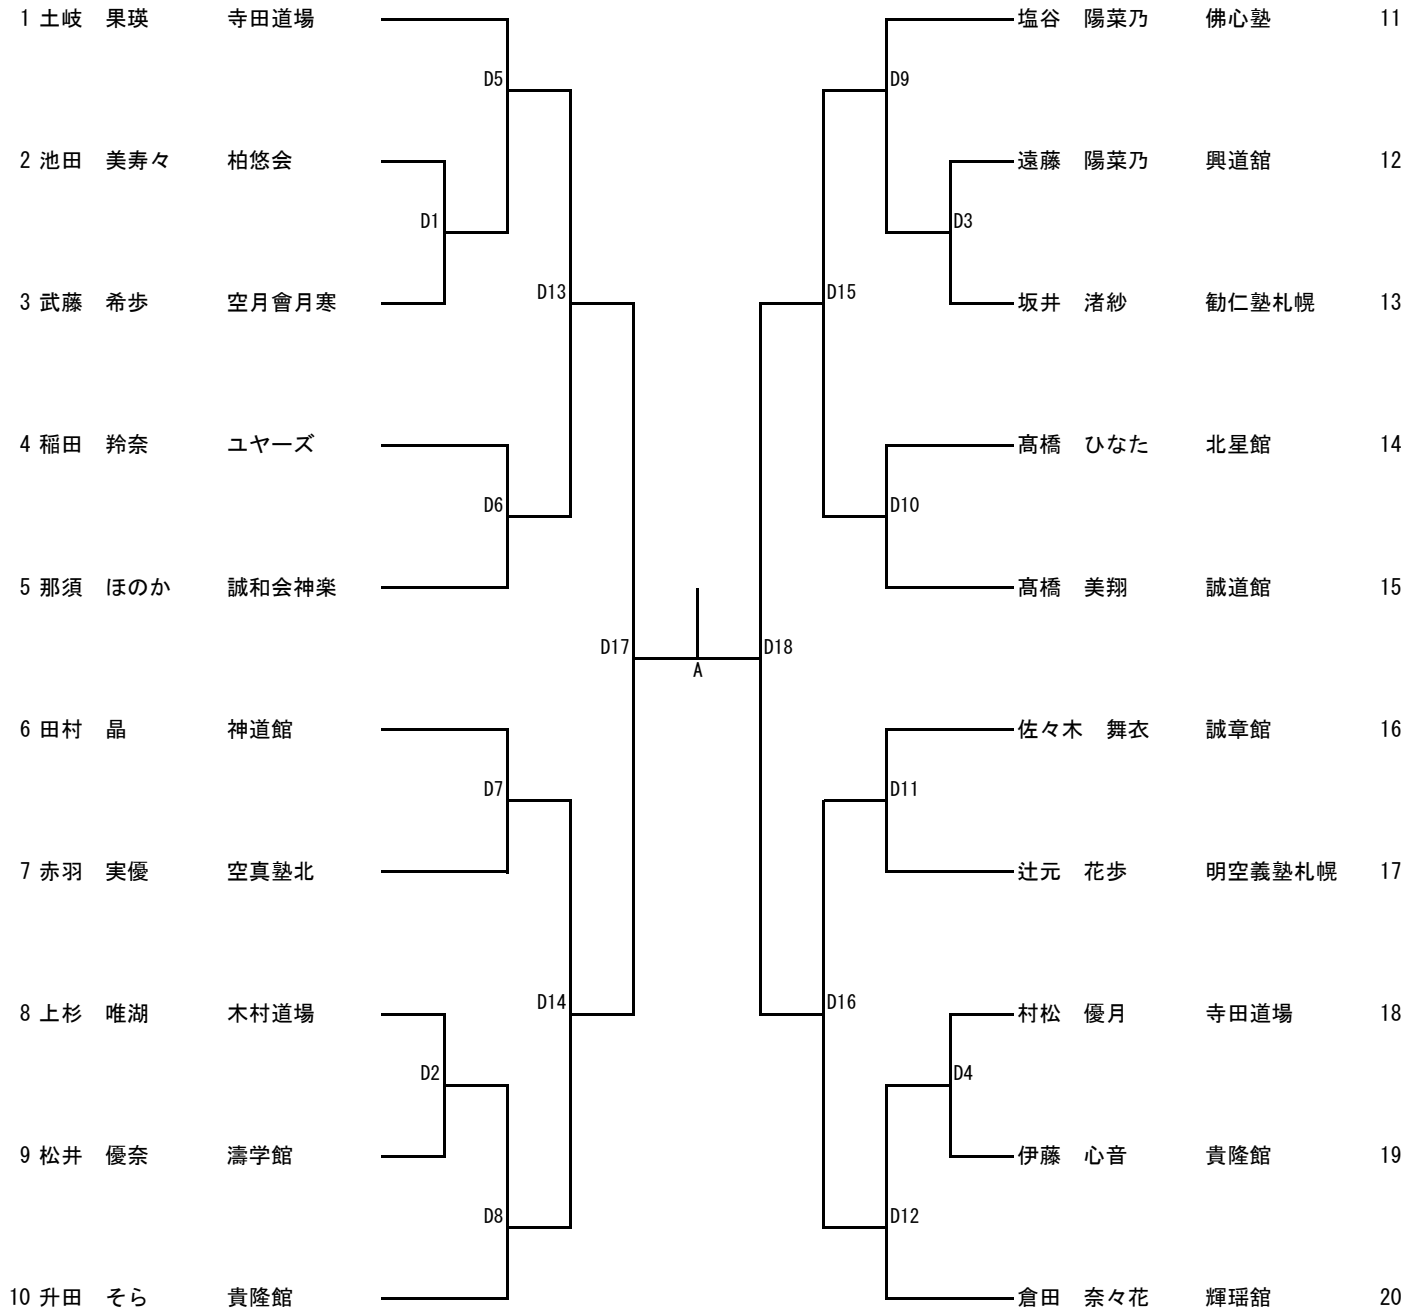 1 土岐　果瑛　寺田道場
塩谷　陽菜乃　佛心塾　11
D5
D9
2 池田　美寿々　柏悠会
遠藤　陽菜乃　興道舘　12
D1
D3
3 武藤　希歩　空月會月寒
坂井　渚紗　勧仁塾札幌　13
D13
D15
4 稲田　羚奈　ユヤーズ
髙橋　ひなた　北星館　14
D6
D10
5 那須　ほのか　誠和会神楽
髙橋　美翔　誠道館　15
D17
D18
A
6 田村　晶　神道館
佐々木　舞衣　誠章館　16
D7
D11
7 赤羽　実優　空真塾北
辻元　花歩　明空義塾札幌　17
8 上杉　唯湖　木村道場
村松　優月　寺田道場　18
D14
D16
D2
D4
9 松井　優奈　濤学館
伊藤　心音　貴隆館　19
D8
D12
10 升田　そら　貴隆館
倉田　奈々花　輝瑶舘　20